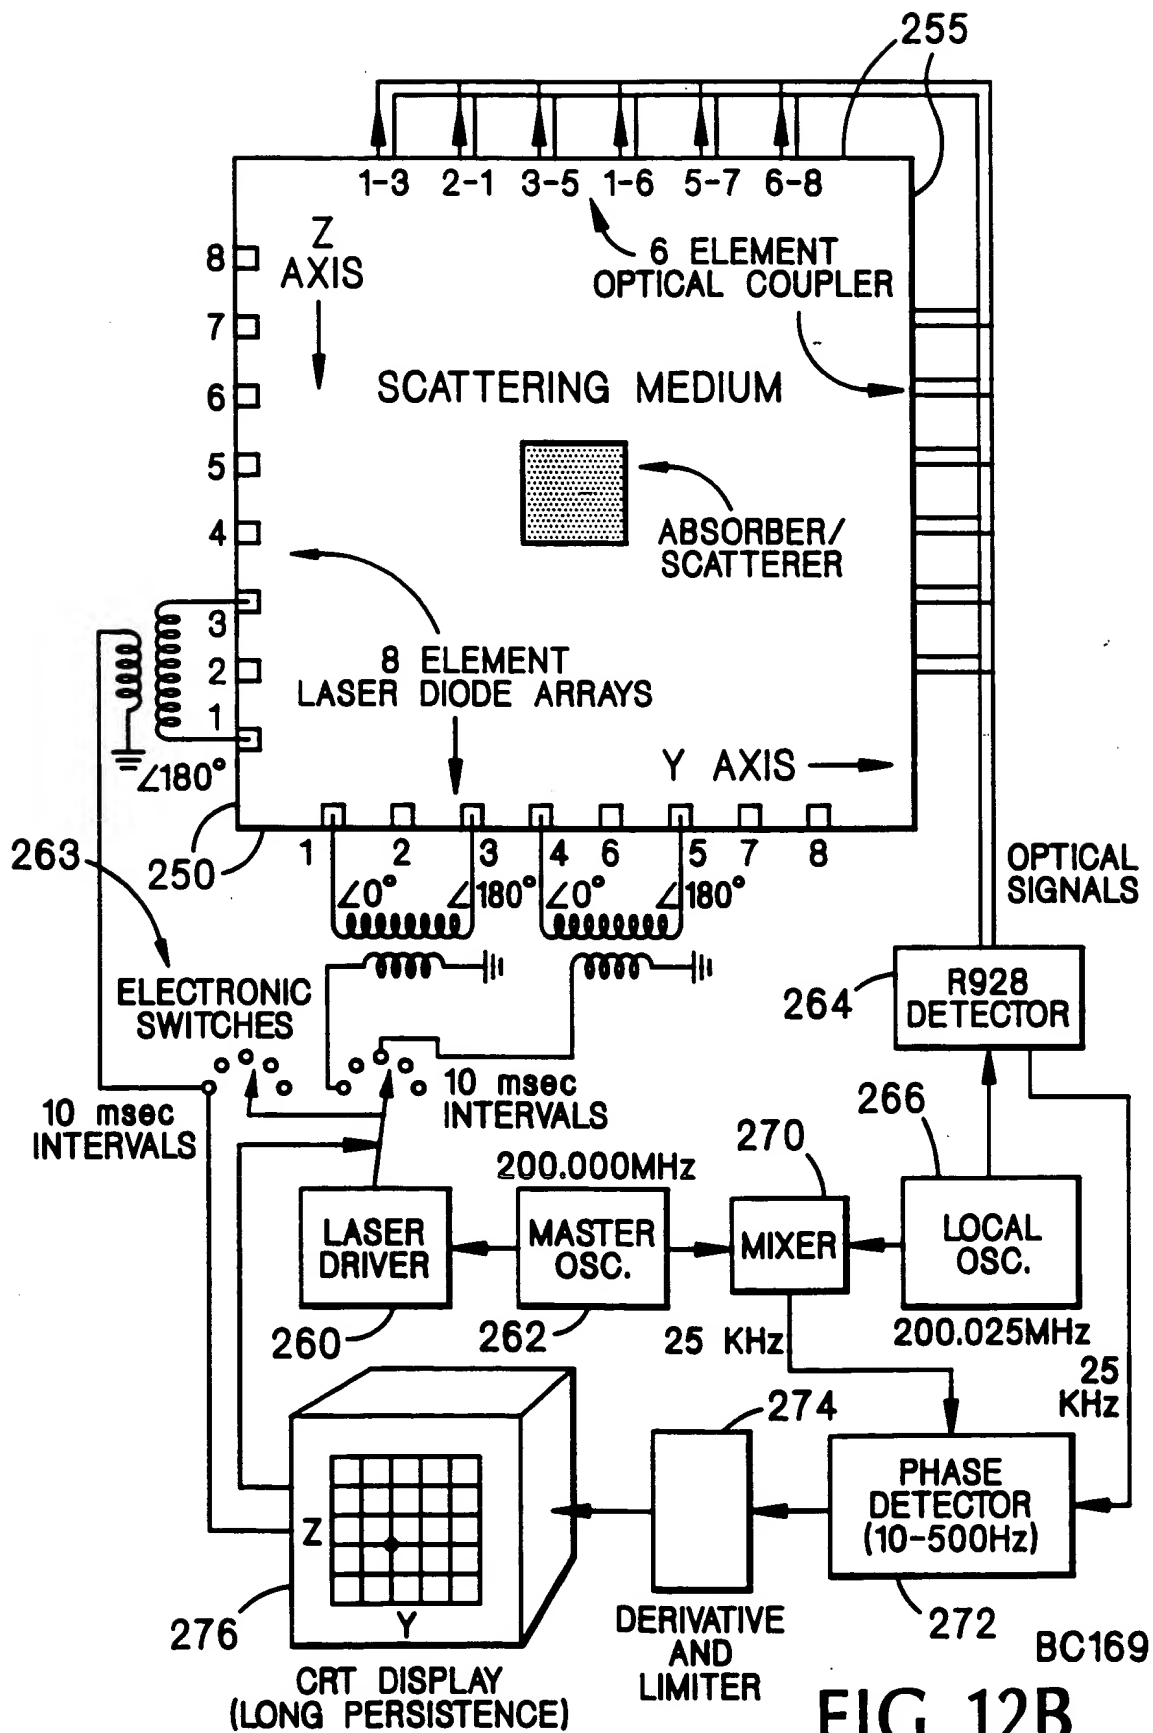 255
1-3 2-1 3-5 1-6 5-7 6-8
Z
AXIS
6 ELEMENT
OPTICAL COUPLER
8
7
6
5
4
3
2
1
SCATTERING MEDIUM
ABSORBER/
SCATTERER
8 ELEMENT
LASER DIODE ARRAYS
∠180°
Y AXIS
263
250
1 2 3 4 6 5 7 8
∠0° ∠180° ∠0° ∠180°
OPTICAL
SIGNALS
ELECTRONIC
SWITCHES
264
R928
DETECTOR
10 msec
INTERVALS
10 msec
INTERVALS
266
270
200.000MHz
LASER
DRIVER
MASTER
OSC.
MIXER
LOCAL
OSC.
260
262
25 KHz
200.025MHz
25
KHz
274
PHASE
DETECTOR
(10-500Hz)
Z
Y
276
272
DERIVATIVE
AND
LIMITER
CRT DISPLAY
(LONG PERSISTENCE)
BC169
FIG. 12B